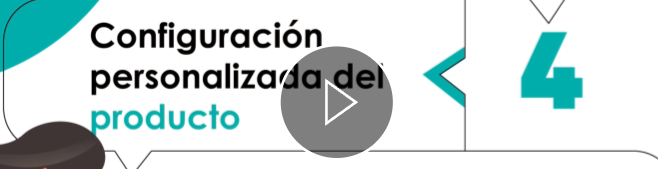 Configuración
personalizada del
producto
4